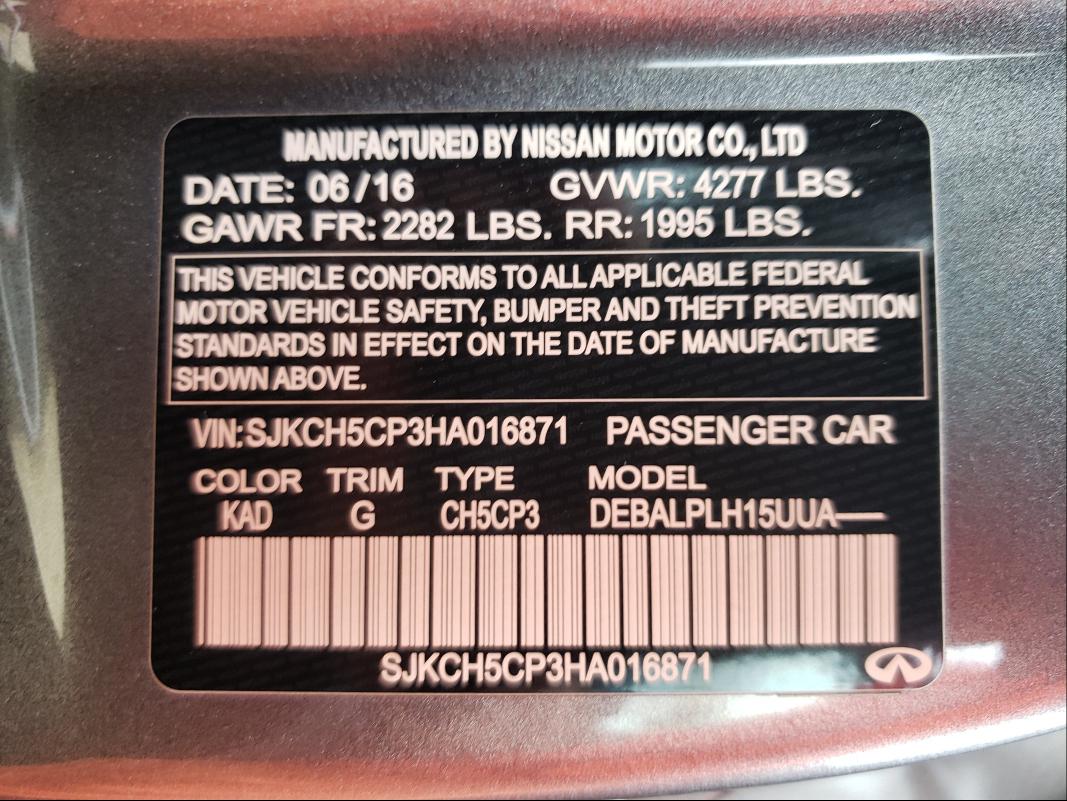 MANUFACTURED BY NISSAN MOTOR CO., LTD
DATE: 06/16 GVWR: 4277 LBS.
GAWR FR: 2282 LBS. RR: 1995 LBS.
THIS VEHICLE CONFORMS TO ALL APPLICABLE FEDERAL
MOTOR VEHICLE SAFETY, BUMPER AND THEFT PREVENTION
STANDARDS IN EFFECT ON THE DATE OF MANUFACTURE
SHOWN ABOVE.
VIN:SJKCH5CP3HA016871 PASSENGER CAR
COLOR TRIM TYPE MODEL
KAD G CH5CP3 DEBALPLH15UUA—–
SJKCH5CP3HA016871